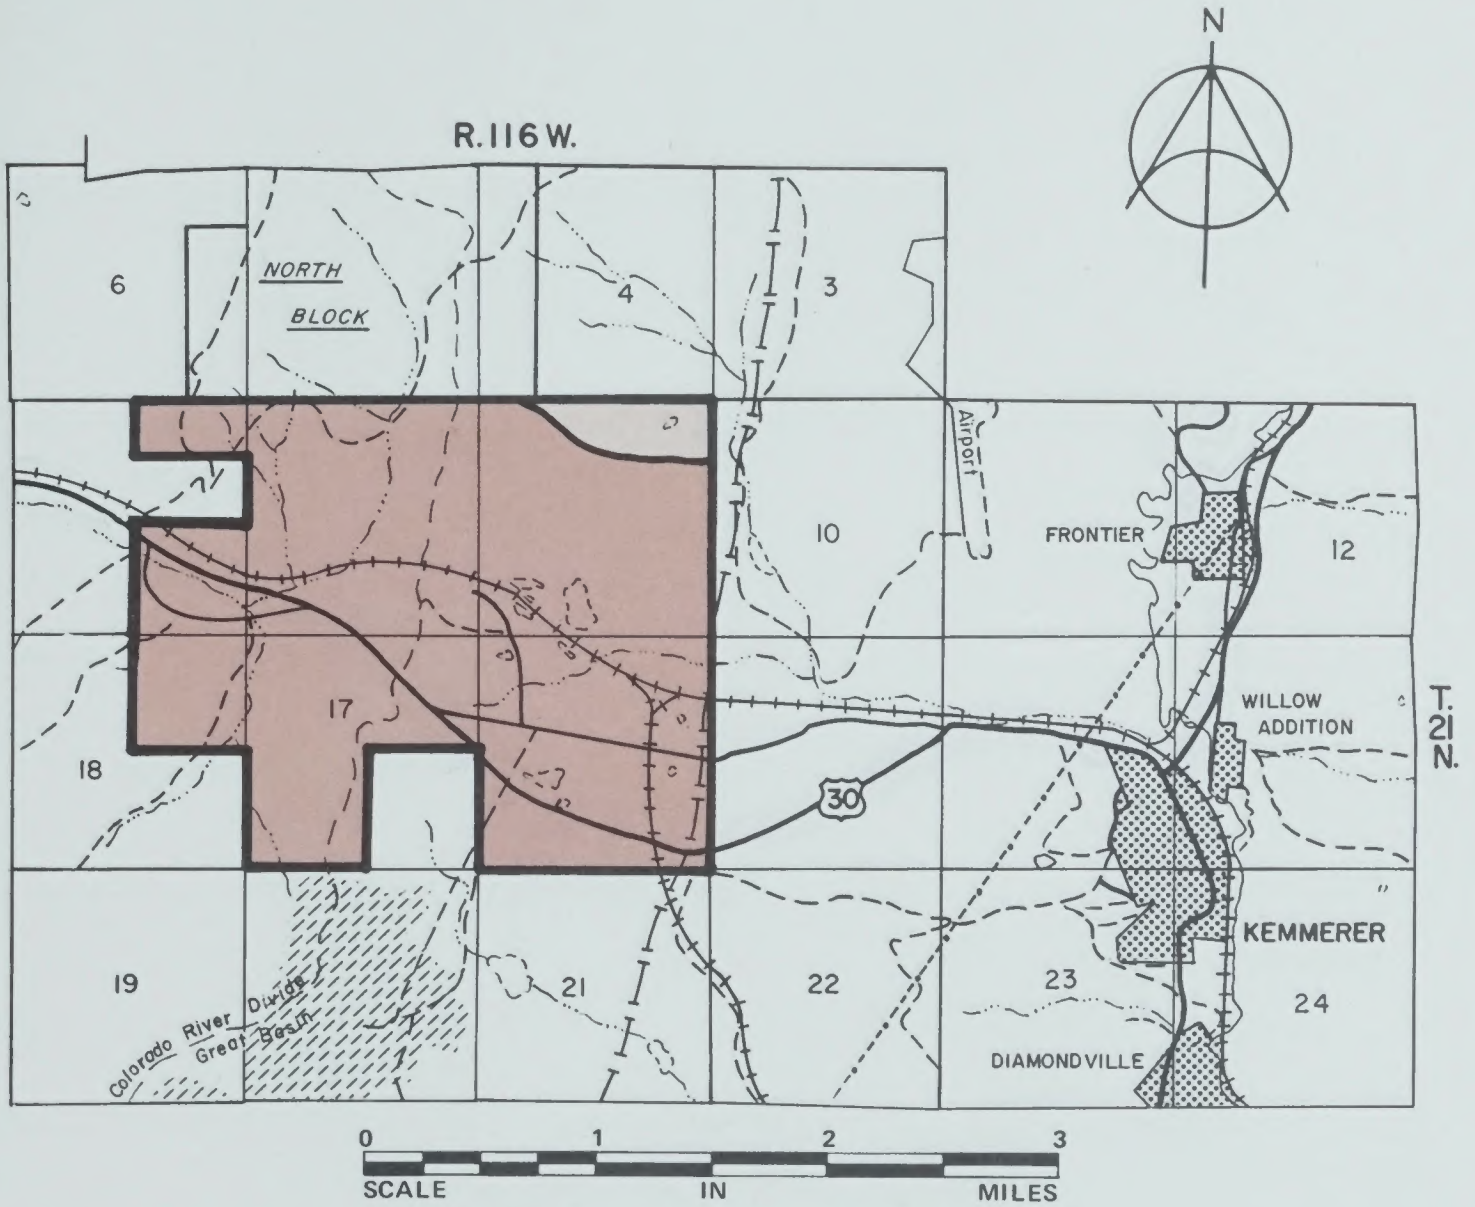 N
R.116 W.
6
NORTH
BLOCK
4
3
Airport
10
FRONTIER
12
17
18
WILLOW
ADDITION
T.
21
N.
30
19
Colorado River Divide
Great Basin
21
22
23
KEMMERER
24
DIAMONDVILLE
0 1 2 3
SCALE IN MILES